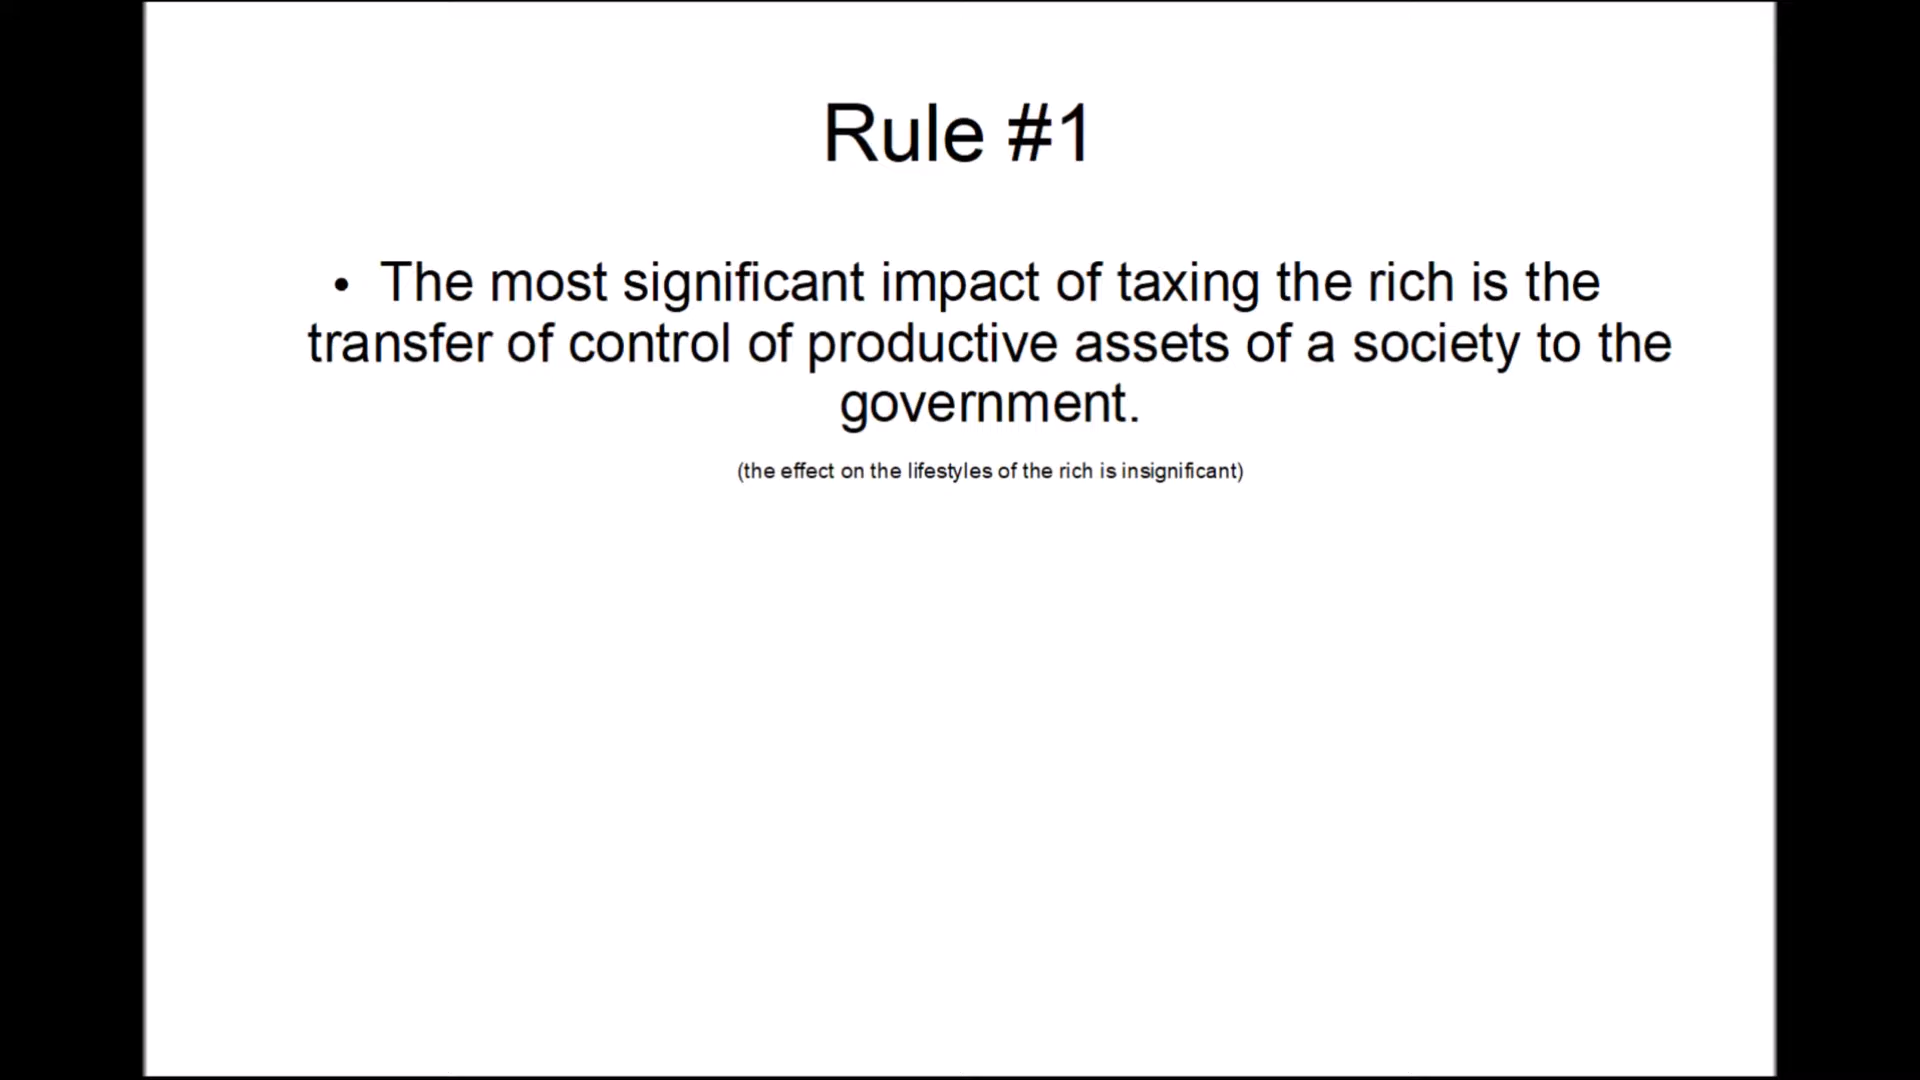 Rule #1
• The most significant impact of taxing the rich is the
transfer of control of productive assets of a society to the
government.
(the effect on the lifestyles of the rich is insignificant)